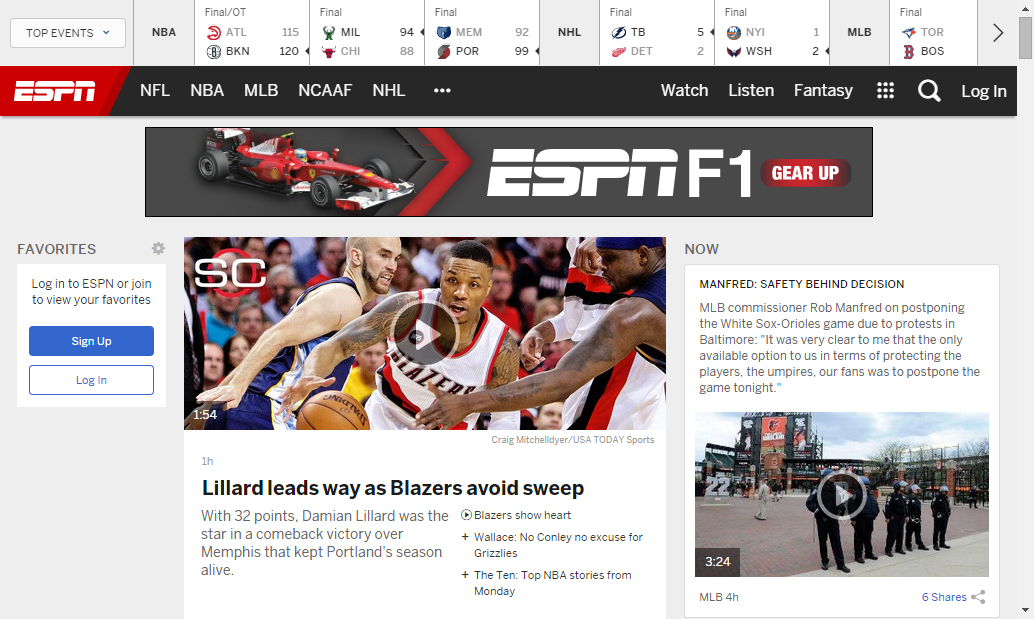 TOP EVENTS
NBA
Final/OT
ATL 115
BKN 120
Final
MIL 94
CHI 88
Final
MEM 92
POR 99
NHL
Final
TB 5
DET 2
Final
NYI 1
WSH 2
MLB
Final
TOR
BOS
ESPN NFL NBA MLB NCAAF NHL ••• Watch Listen Fantasy Log In
ESPN F1 GEAR UP
FAVORITES
Log in to ESPN or join
to view your favorites
Sign Up
Log In
SC
BLAZERS
SPALDING
1:54
Craig Mitchelldyer/USA TODAY Sports
1h
Lillard leads way as Blazers avoid sweep
With 32 points, Damian Lillard was the
star in a comeback victory over
Memphis that kept Portland's season
alive.
Blazers show heart
+ Wallace: No Conley no excuse for
Grizzlies
+ The Ten: Top NBA stories from
Monday
NOW
MANFRED: SAFETY BEHIND DECISION
MLB commissioner Rob Manfred on postponing
the White Sox-Orioles game due to protests in
Baltimore: "It was very clear to me that the only
available option to us in terms of protecting the
players, the umpires, our fans was to postpone the
game tonight."
22
3:24
MLB 4h
6 Shares